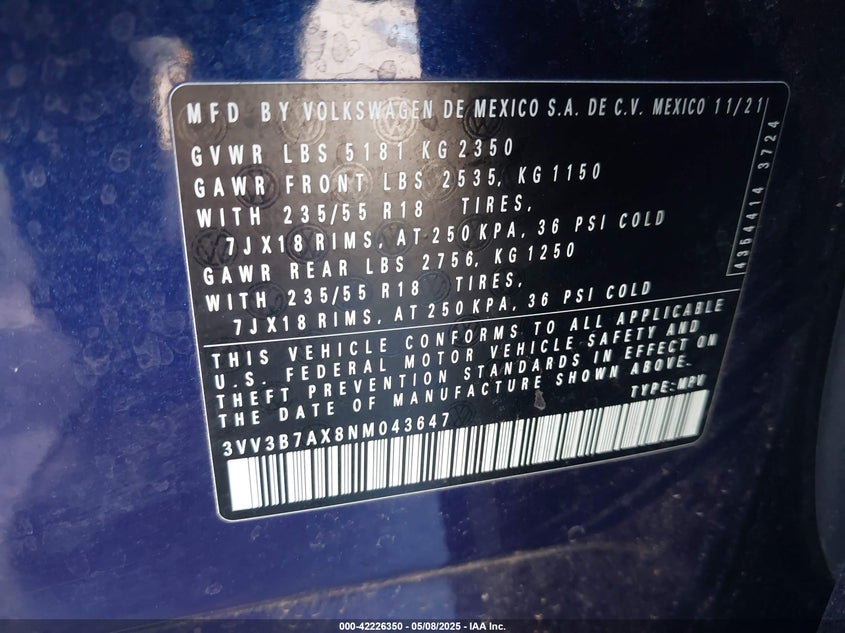 MFD BY VOLKSWAGEN DE MEXICO S.A. DE C.V. MEXICO 11/21
GVWR LBS 5181 KG 2350
GAWR FRONT LBS 2535, KG 1150
WITH 235/55 R18 TIRES,
7JX18 RIMS, AT 250 KPA, 36 PSI COLD
GAWR REAR LBS 2756, KG 1250
WITH 235/55 R18 TIRES,
7JX18 RIMS, AT 250 KPA, 36 PSI COLD
4364414 3724
THIS VEHICLE CONFORMS TO ALL APPLICABLE
U.S. FEDERAL MOTOR VEHICLE SAFETY AND
THEFT PREVENTION STANDARDS IN EFFECT ON
THE DATE OF MANUFACTURE SHOWN ABOVE.
TYPE: MPV
3VV3B7AX8NM043647
000-42226350 - 05/08/2025 - IAA Inc.